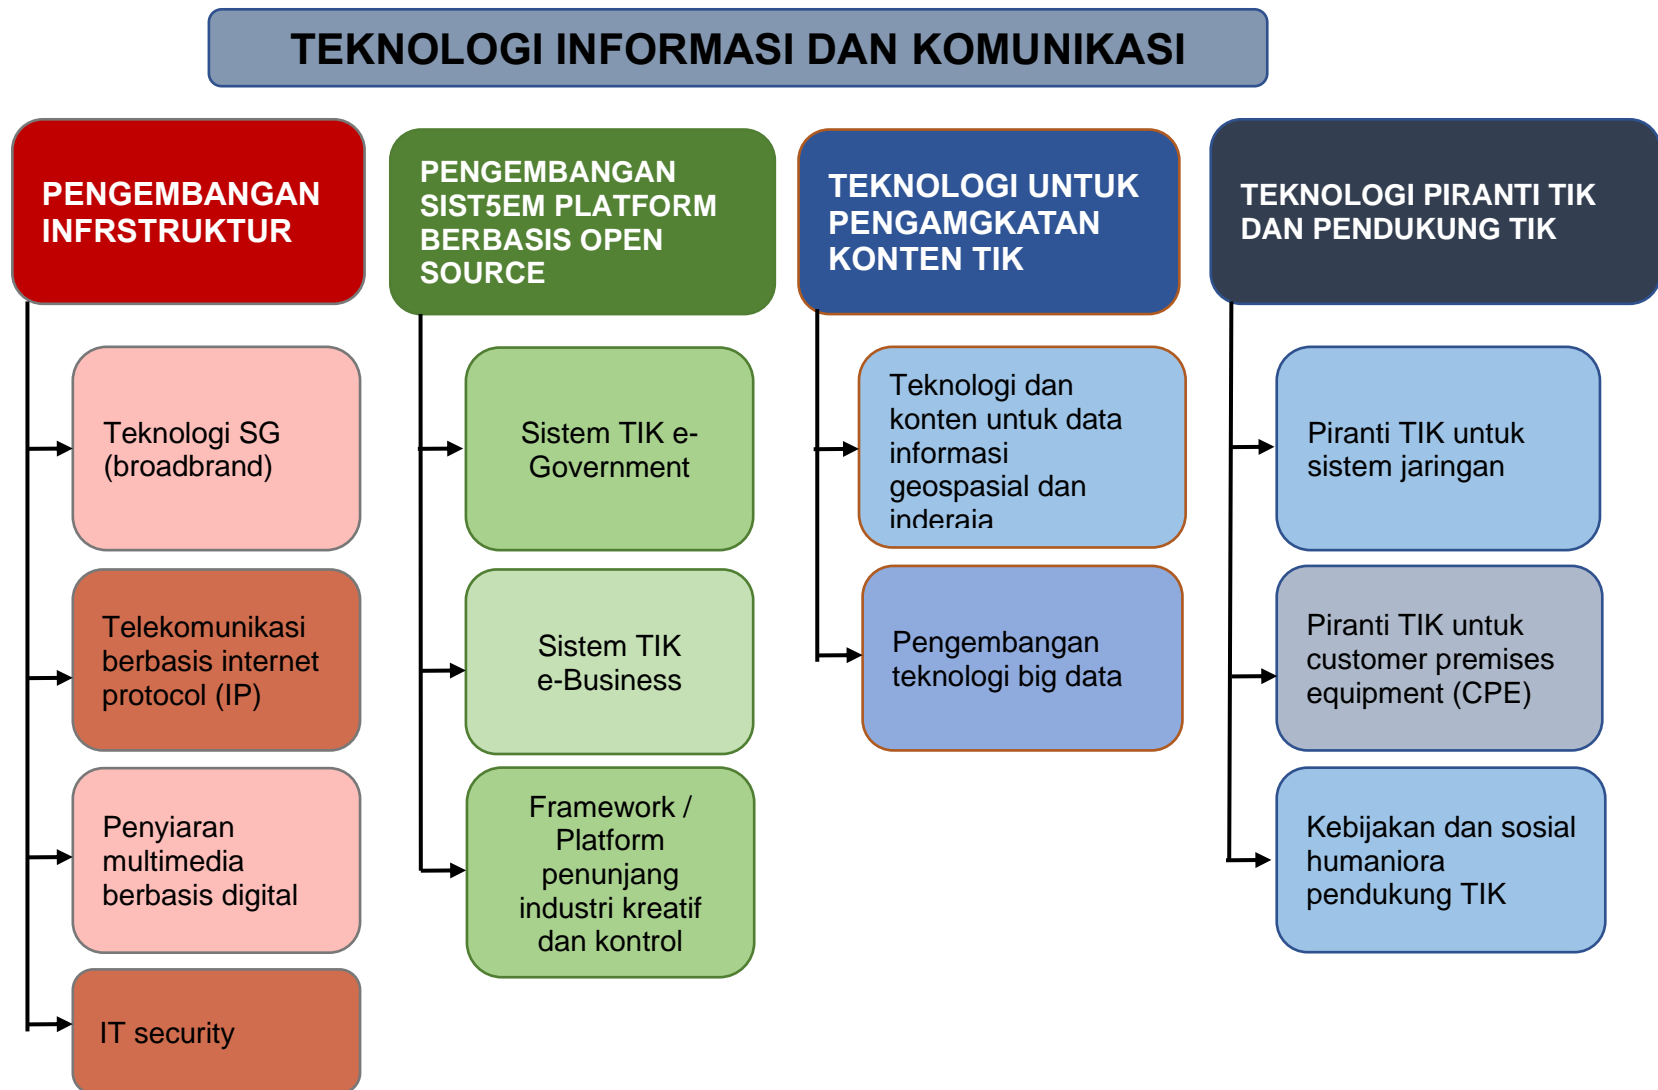 TEKNOLOGI INFORMASI DAN KOMUNIKASI
PENGEMBANGAN
INFRSTRUKTUR
Teknologi SG
(broadbrand)
Telekomunikasi
berbasis internet
protocol (IP)
Penyiaran
multimedia
berbasis digital
IT security
PENGEMBANGAN
SIST5EM PLATFORM
BERBASIS OPEN
SOURCE
Sistem TIK e-
Government
Sistem TIK
e-Business
Framework /
Platform
penunjang
industri kreatif
dan kontrol
TEKNOLOGI UNTUK
PENGAMGKATAN
KONTEN TIK
Teknologi dan
konten untuk data
informasi
geospasial dan
inderaja
Pengembangan
teknologi big data
TEKNOLOGI PIRANTI TIK
DAN PENDUKUNG TIK
Piranti TIK untuk
sistem jaringan
Piranti TIK untuk
customer premises
equipment (CPE)
Kebijakan dan sosial
humaniora
pendukung TIK